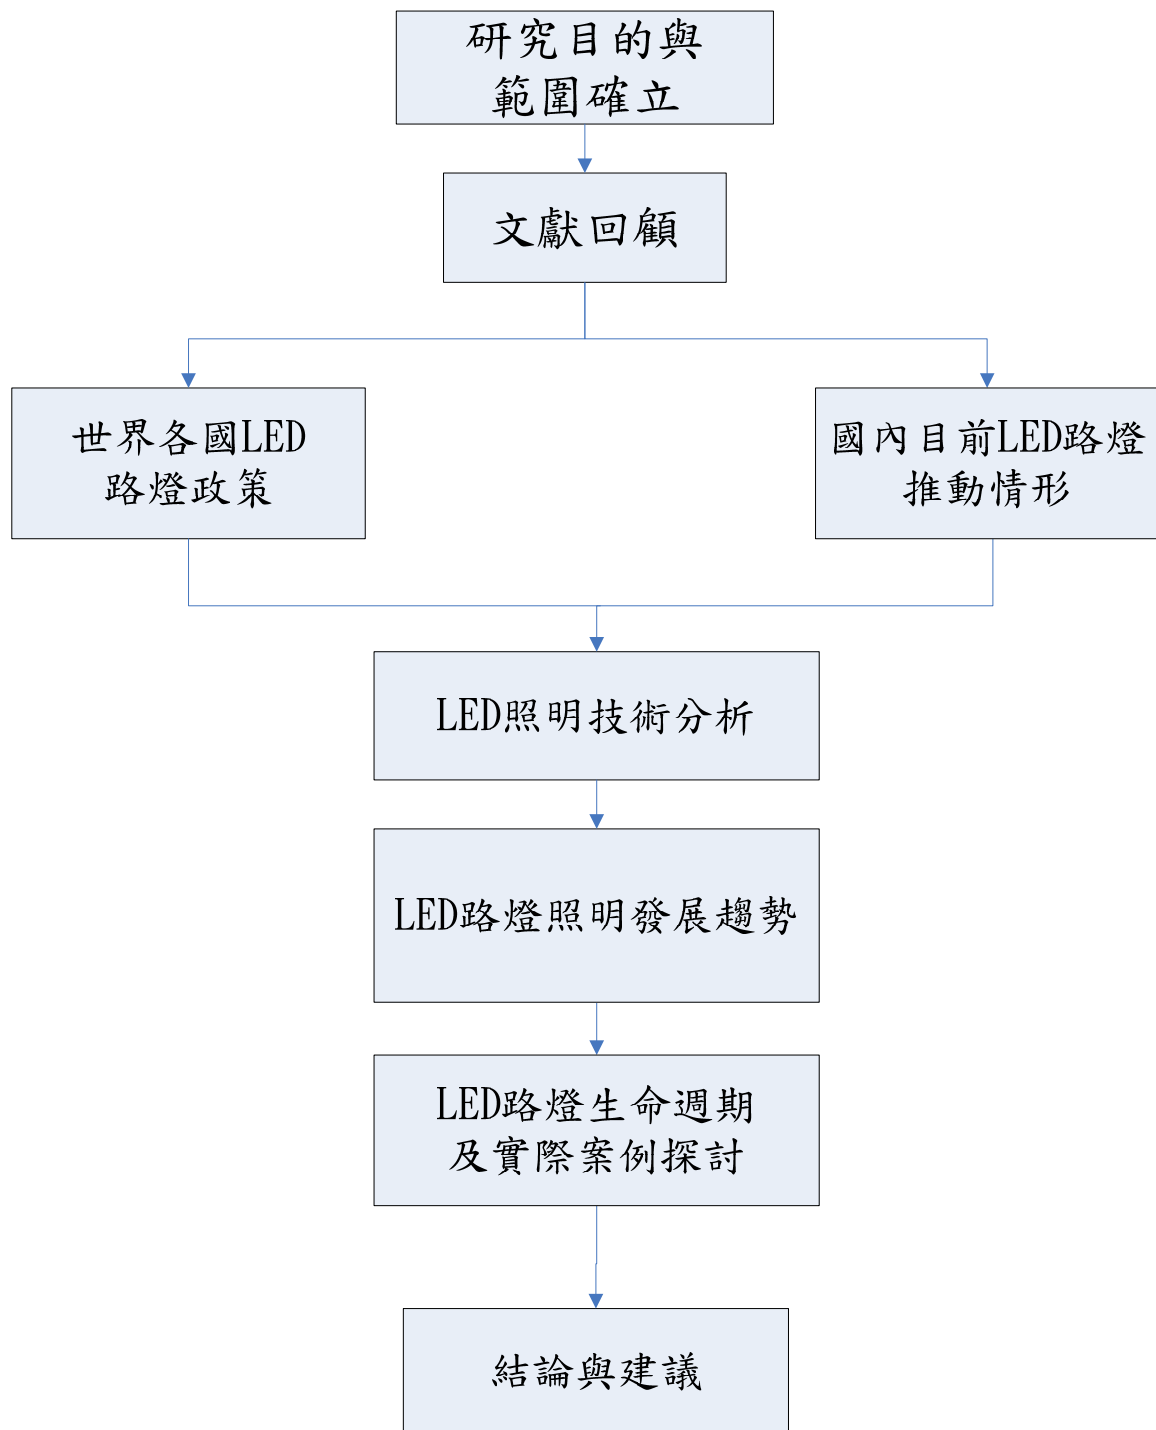 研究目的與
範圍確立
文獻回顧
世界各國LED
路燈政策
國內目前LED路燈
推動情形
LED照明技術分析
LED路燈照明發展趨勢
LED路燈生命週期
及實際案例探討
結論與建議